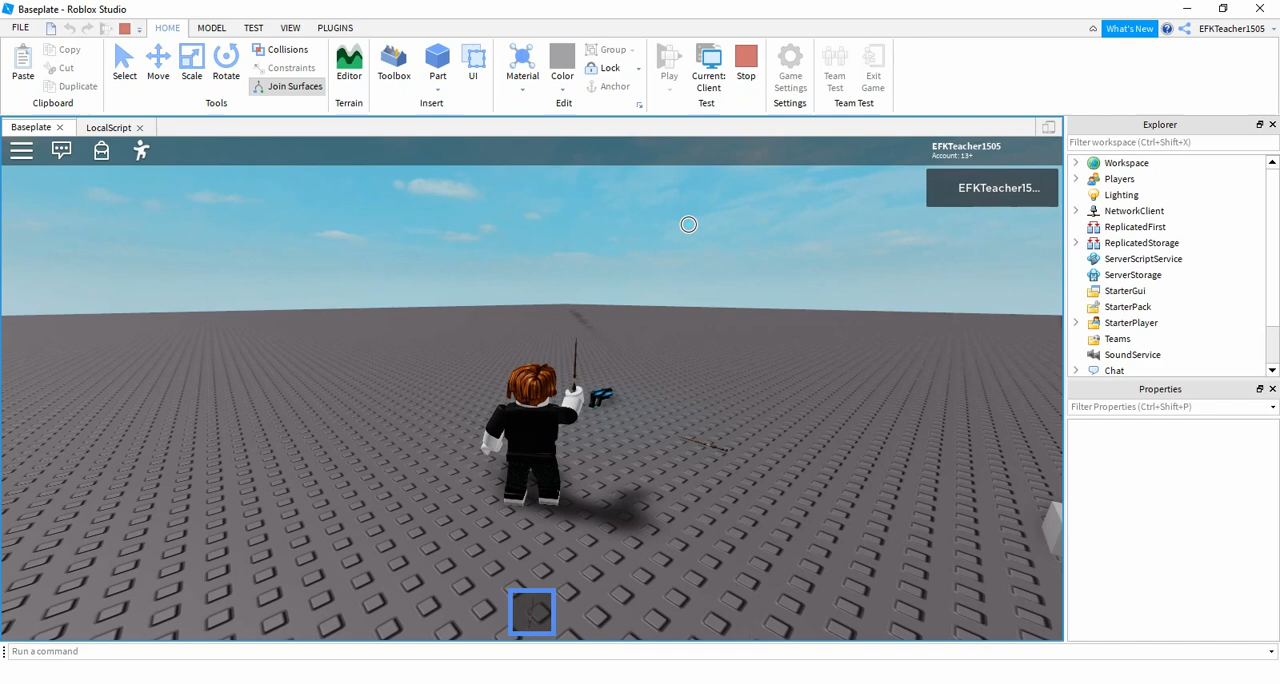 Baseplate - Roblox Studio
FILE
HOME
MODEL
TEST
VIEW
PLUGINS
What's New
EFKTeacher1505
Paste
Copy
Cut
Duplicate
Clipboard
Select
Move
Scale
Rotate
Collisions
Constraints
Join Surfaces
Tools
Editor
Terrain
Toolbox
Part
UI
Insert
Material
Color
Group
Lock
Anchor
Edit
Play
Current:
Client
Stop
Test
Game
Settings
Settings
Team
Test
Exit
Game
Team Test
Baseplate
LocalScript
EFKTeacher1505
Account: 13+
EFKTeacher15...
Explorer
Filter workspace (Ctrl+Shift+X)
Workspace
Players
Lighting
NetworkClient
ReplicatedFirst
ReplicatedStorage
ServerScriptService
ServerStorage
StarterGui
StarterPack
StarterPlayer
Teams
SoundService
Chat
Properties
Filter Properties (Ctrl+Shift+P)
Run a command